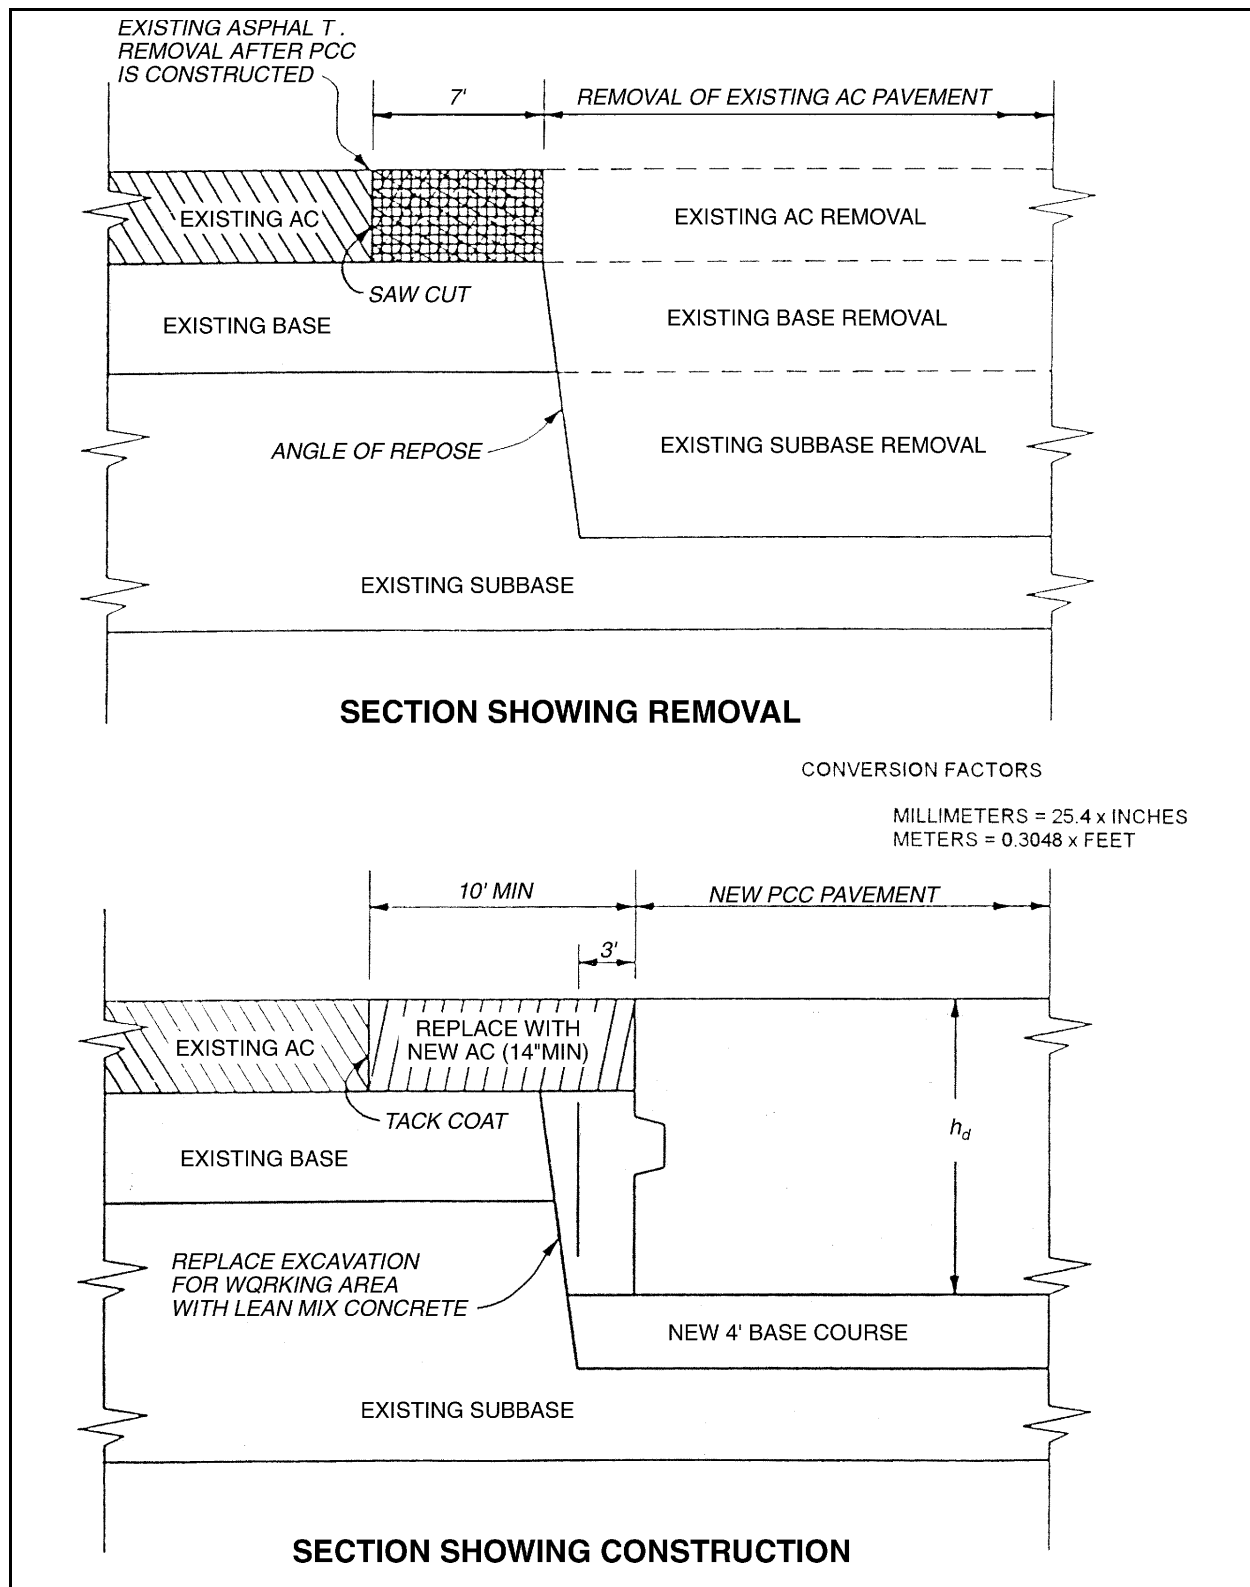 EXISTING ASPHAL T .
REMOVAL AFTER PCC
IS CONSTRUCTED
7'
REMOVAL OF EXISTING AC PAVEMENT
EXISTING AC
EXISTING AC REMOVAL
SAW CUT
EXISTING BASE
EXISTING BASE REMOVAL
ANGLE OF REPOSE
EXISTING SUBBASE REMOVAL
EXISTING SUBBASE
SECTION SHOWING REMOVAL
CONVERSION FACTORS
MILLIMETERS = 25.4 x INCHES
METERS = 0.3048 x FEET
10' MIN
NEW PCC PAVEMENT
3'
EXISTING AC
REPLACE WITH
NEW AC (14"MIN)
TACK COAT
hd
EXISTING BASE
REPLACE EXCAVATION
FOR WQRKING AREA
WITH LEAN MIX CONCRETE
NEW 4' BASE COURSE
EXISTING SUBBASE
SECTION SHOWING CONSTRUCTION